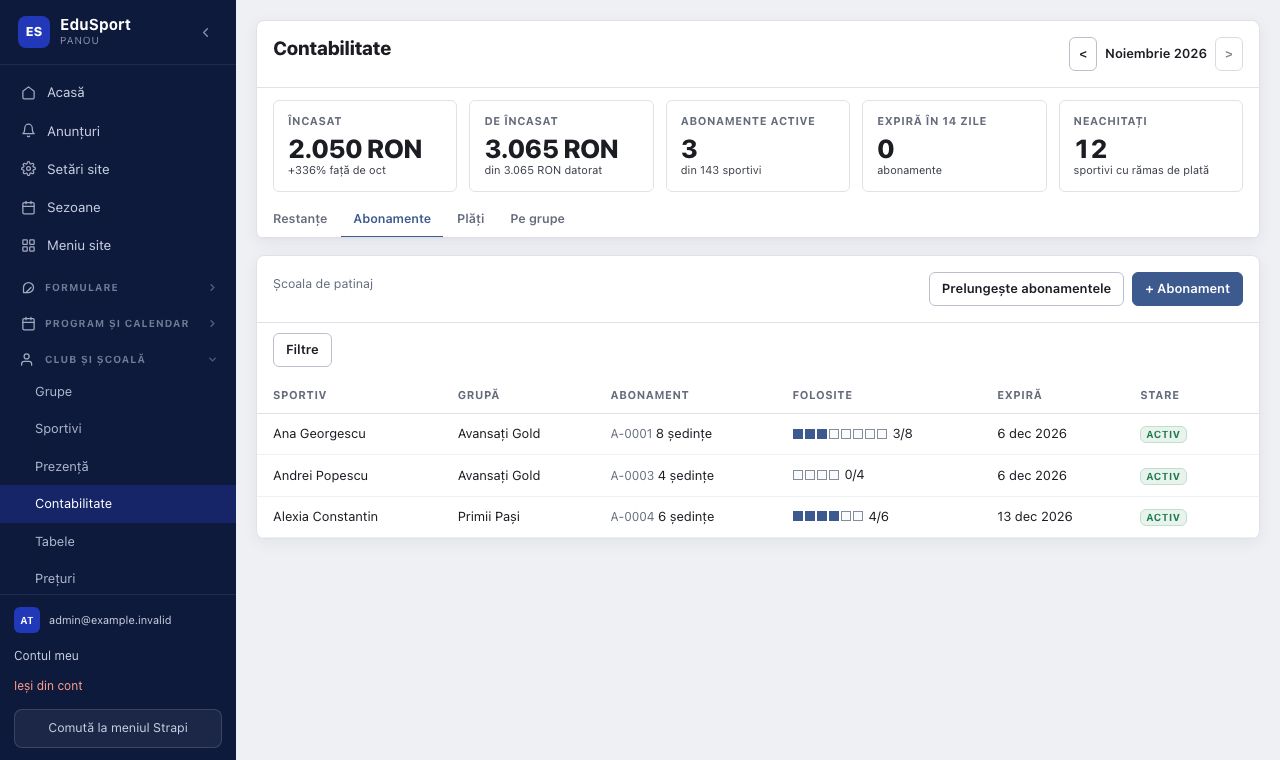 ES
EduSport
PANOU
Acasă
Anunțuri
Setări site
Sezoane
Meniu site
FORMULARE
PROGRAM ȘI CALENDAR
CLUB ȘI ȘCOALĂ
Grupe
Sportivi
Prezență
Contabilitate
Tabele
Prețuri
AT admin@example.invalid
Contul meu
Ieși din cont
Comută la meniul Strapi
Contabilitate
< Noiembrie 2026 >
ÎNCASAT
2.050 RON
+336% față de oct
DE ÎNCASAT
3.065 RON
din 3.065 RON datorat
ABONAMENTE ACTIVE
3
din 143 sportivi
EXPIRĂ ÎN 14 ZILE
0
abonamente
NEACHITAȚI
12
sportivi cu rămas de plată
Restanțe Abonamente Plăți Pe grupe
Școala de patinaj
Prelungește abonamentele + Abonament
Filtre
SPORTIV GRUPĂ ABONAMENT FOLOSITE EXPIRĂ STARE
Ana Georgescu Avansați Gold A-0001 8 ședințe 3/8 6 dec 2026 ACTIV
Andrei Popescu Avansați Gold A-0003 4 ședințe 0/4 6 dec 2026 ACTIV
Alexia Constantin Primii Pași A-0004 6 ședințe 4/6 13 dec 2026 ACTIV